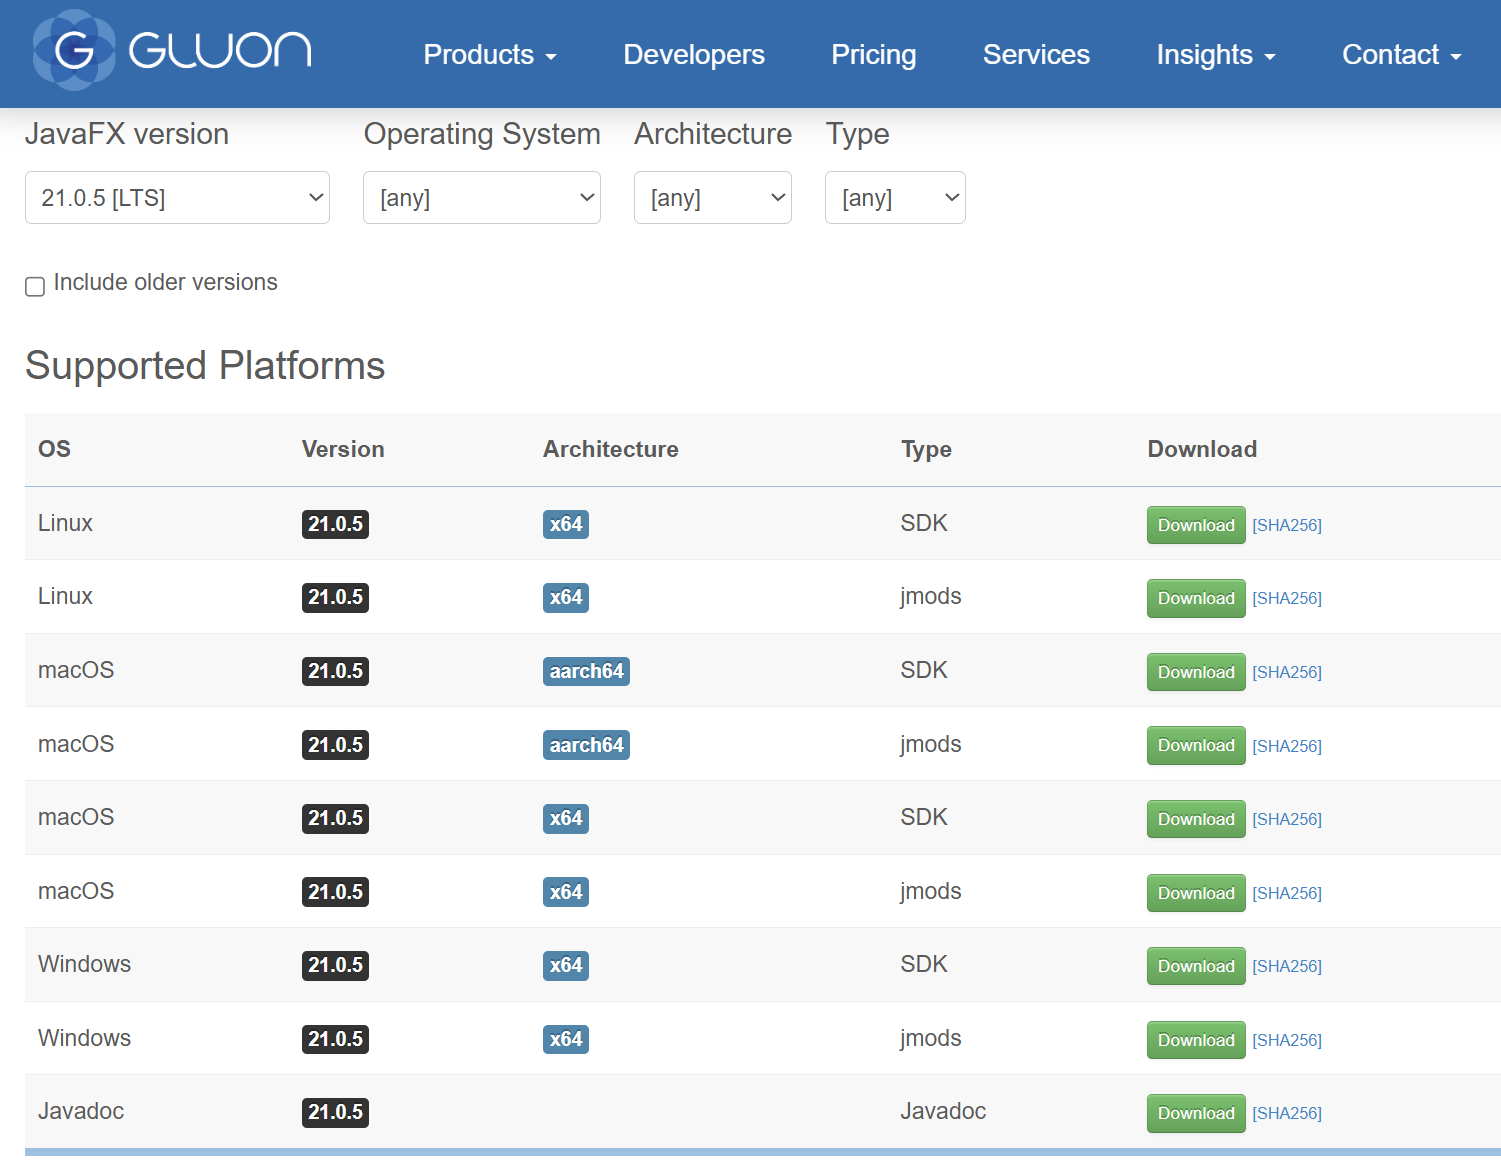 G GLUON Products Developers Pricing Services Insights Contact
JavaFX version Operating System Architecture Type
21.0.5 [LTS] [any] [any] [any]
Include older versions
Supported Platforms
OS Version Architecture Type Download
Linux 21.0.5 x64 SDK Download [SHA256]
Linux 21.0.5 x64 jmods Download [SHA256]
macOS 21.0.5 aarch64 SDK Download [SHA256]
macOS 21.0.5 aarch64 jmods Download [SHA256]
macOS 21.0.5 x64 SDK Download [SHA256]
macOS 21.0.5 x64 jmods Download [SHA256]
Windows 21.0.5 x64 SDK Download [SHA256]
Windows 21.0.5 x64 jmods Download [SHA256]
Javadoc 21.0.5 Javadoc Download [SHA256]